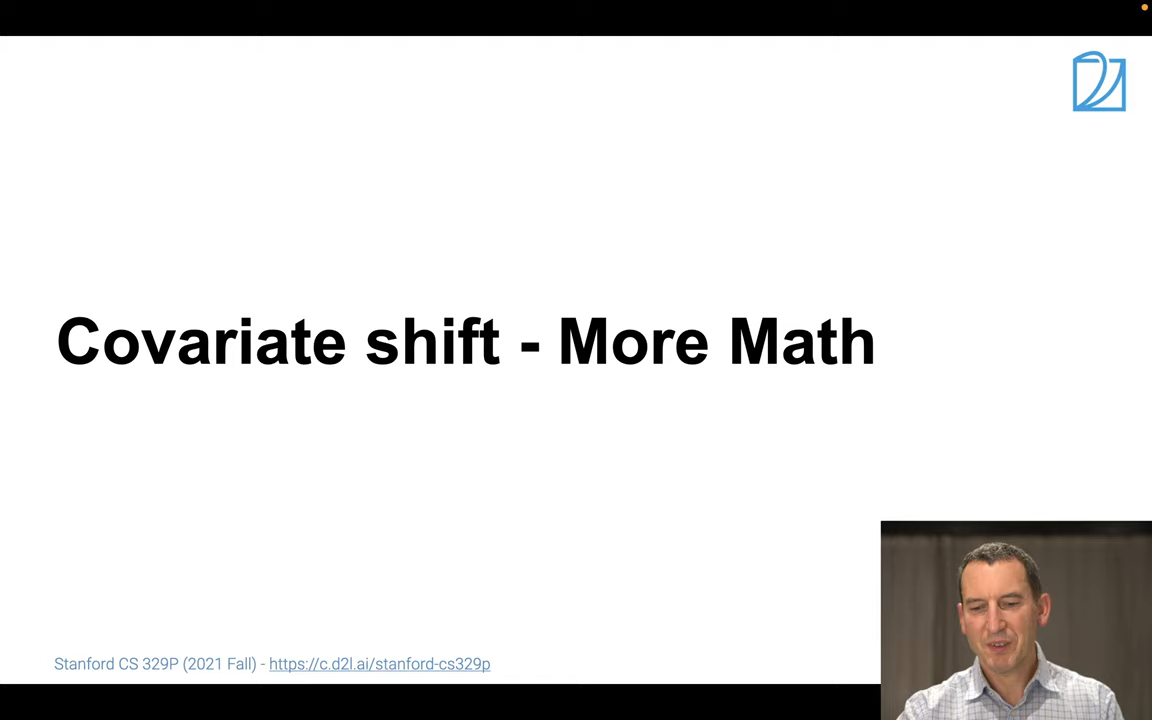 Covariate shift - More Math
Stanford CS 329P (2021 Fall) - https://c.d2l.ai/stanford-cs329p